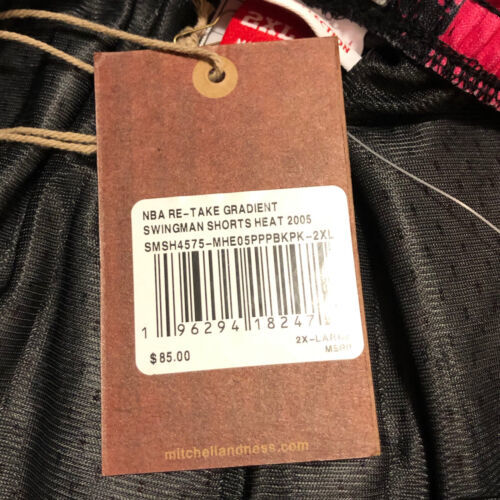 2XL
NBA RE-TAKE GRADIENT
SWINGMAN SHORTS HEAT 2005
SMSH4575-MHE05PPPBKPK-2XL
1 96294 18247
2X-LARGE
$85.00
MSRP
mitchellandness.com